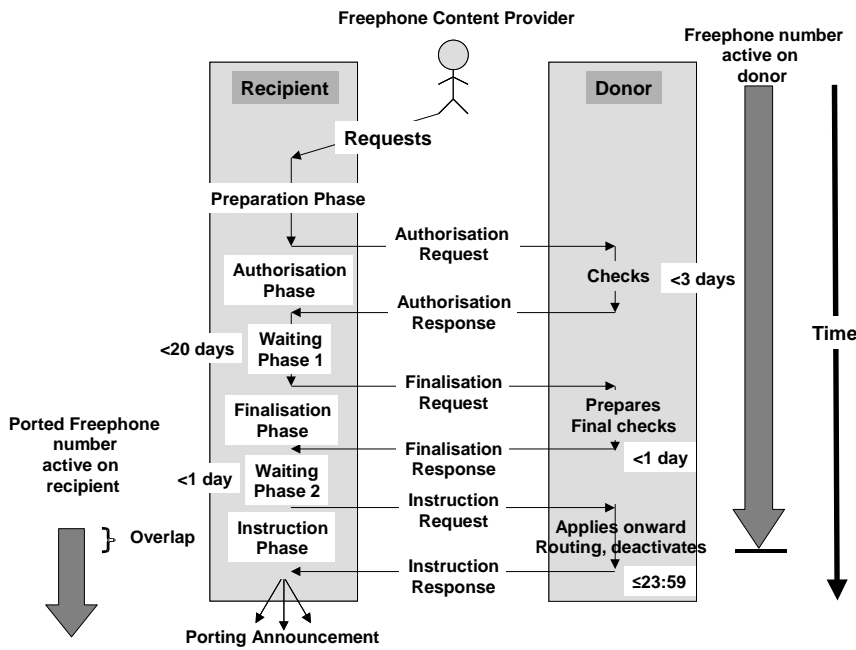 Freephone Content Provider
Freephone number
active on
donor
Recipient
Donor
Requests
Preparation Phase
Authorisation
Request
Authorisation
Phase
Checks
<3 days
Authorisation
Response
Time
<20 days
Waiting
Phase 1
Finalisation
Request
Finalisation
Phase
Prepares
Final checks
Ported Freephone
number
active on
recipient
Finalisation
Response
<1 day
<1 day
Waiting
Phase 2
Instruction
Request
Overlap
Instruction
Phase
Applies onward
Routing, deactivates
Instruction
Response
≤23:59
Porting Announcement